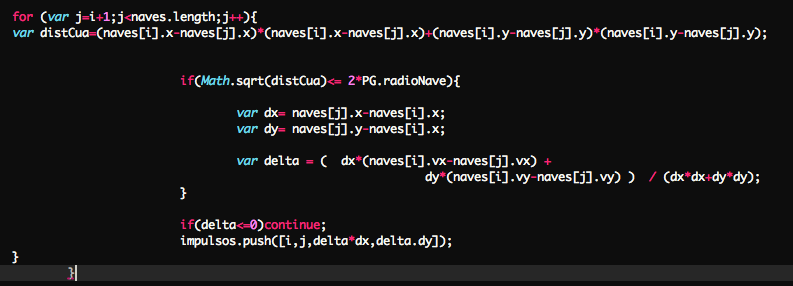 for (var j=i+1;j<naves.length;j++){
var distCua=(naves[i].x-naves[j].x)*(naves[i].x-naves[j].x)+(naves[i].y-naves[j].y)*(naves[i].y-naves[j].y);
if(Math.sqrt(distCua)<= 2*PG.radioNave){
var dx= naves[j].x-naves[i].x;
var dy= naves[j].y-naves[i].x;
var delta = (  dx*(naves[i].vx-naves[j].vx) +
dy*(naves[i].vy-naves[j].vy) )  / (dx*dx+dy*dy);
}
if(delta<=0)continue;
impulsos.push([i,j,delta*dx,delta.dy]);
}
}